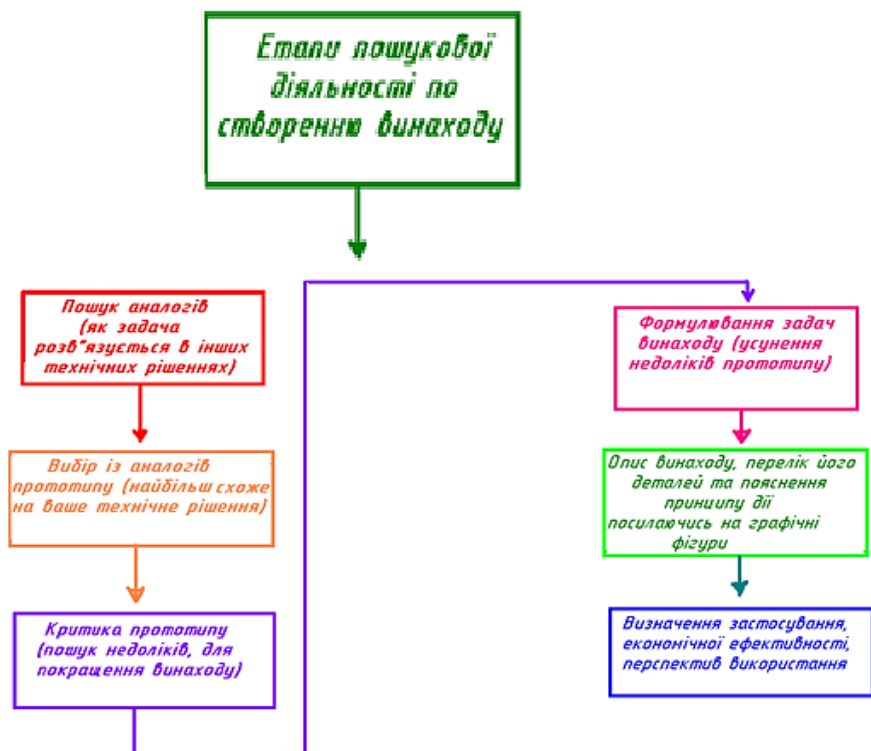 Етапи пошукової
діяльності по
створенню винаходу
Пошук аналогів
(як задача
розв"язується в інших
технічних рішеннях)
Вибір із аналогів
прототипу (найбільш схоже
на ваше технічне рішення)
Критика прототипу
(пошук недоліків, для
покращення винаходу)
Формулювання задач
винаходу (усунення
недоліків прототипу)
Опис винаходу, перелік його
деталей та пояснення
принципу дії
посилаючись на графічні
фігури
Визначення застосування,
економічної ефективності,
перспектив використання